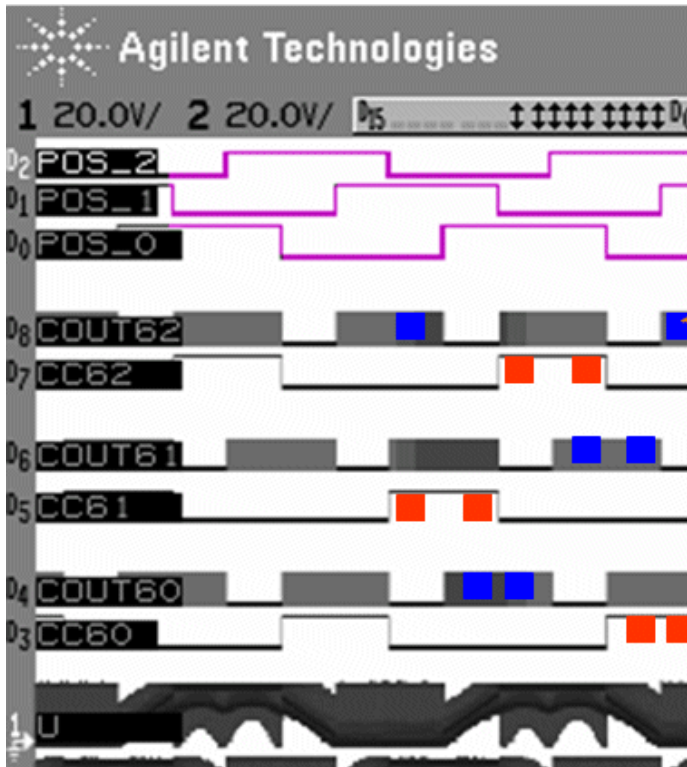 Agilent Technologies
1 20.0V/ 2 20.0V/ D15
D2 POS_2
D1 POS_1
D0 POS_0
D8 COUT62
D7 CC62
D6 COUT61
D5 CC61
D4 COUT60
D3 CC60
1 U